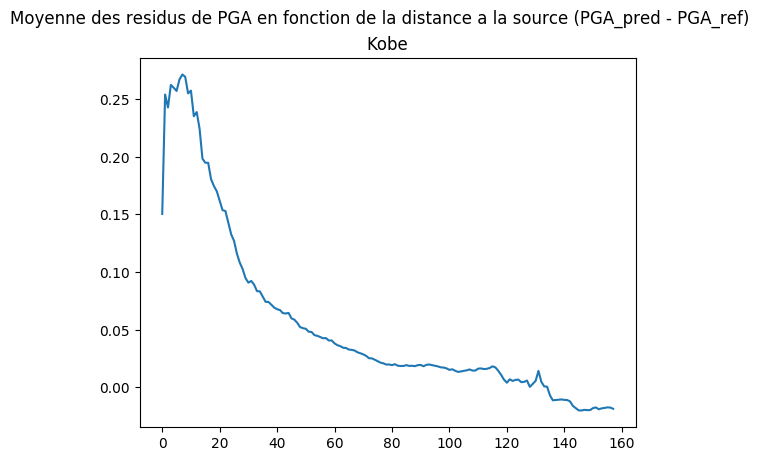 Moyenne des residus de PGA en fonction de la distance a la source (PGA_pred - PGA_ref)
Kobe
0.25
0.20
0.15
0.10
0.05
0.00
0 20 40 60 80 100 120 140 160